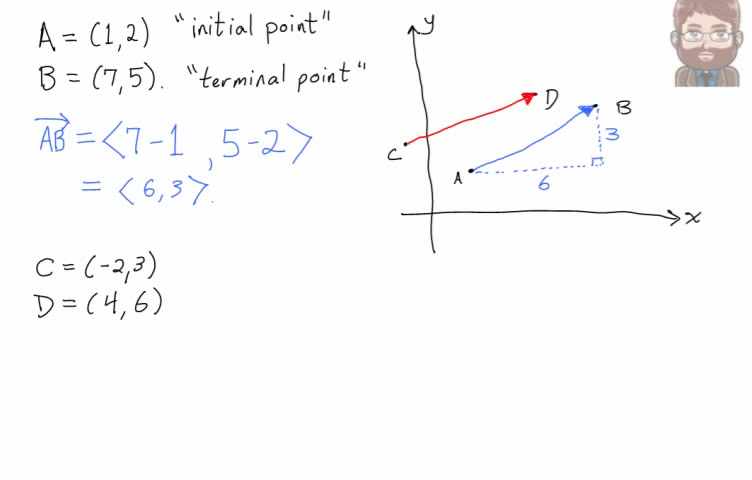 A = (1,2) "initial point"
B = (7,5). "terminal point"
AB = <7-1, 5-2>
= <6,3>.
C = (-2,3)
D = (4,6)
y
D
B
3
C
A
6
x